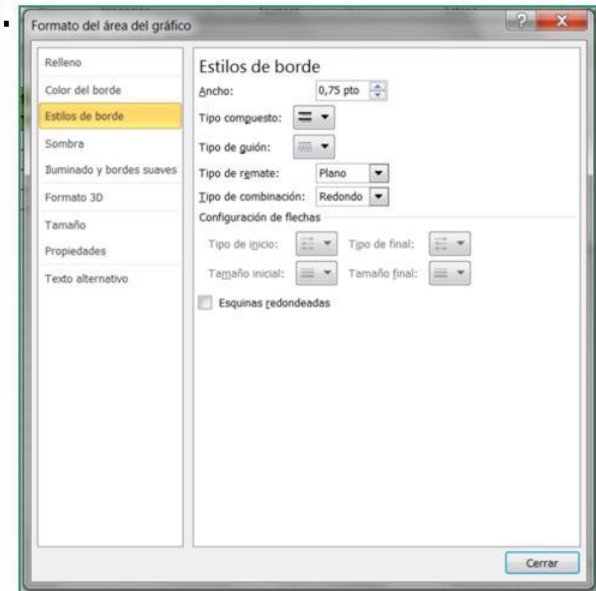 Formato del área del gráfico
Relleno
Color del borde
Estilos de borde
Sombra
Iluminado y bordes suaves
Formato 3D
Tamaño
Propiedades
Texto alternativo
Estilos de borde
Ancho: 0,75 pto
Tipo compuesto:
Tipo de guión:
Tipo de remate: Plano
Tipo de combinación: Redondo
Configuración de flechas
Tipo de inicio: Tipo de final:
Tamaño inicial: Tamaño final:
Esquinas redondeadas
Cerrar